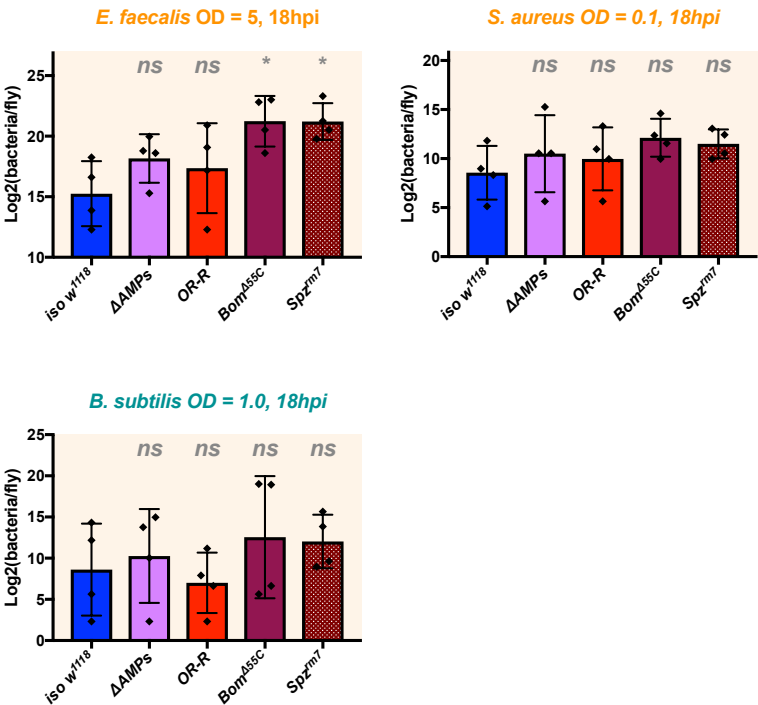 E. faecalis OD = 5, 18hpi
Log2(bacteria/fly)
25
20
15
10
ns
ns
*
*
iso w1118
ΔAMPs
OR-R
BomΔ55C
Spzrm7
S. aureus OD = 0.1, 18hpi
Log2(bacteria/fly)
20
15
10
5
0
ns
ns
ns
ns
iso w1118
ΔAMPs
OR-R
BomΔ55C
Spzrm7
B. subtilis OD = 1.0, 18hpi
Log2(bacteria/fly)
25
20
15
10
5
0
ns
ns
ns
ns
iso w1118
ΔAMPs
OR-R
BomΔ55C
Spzrm7